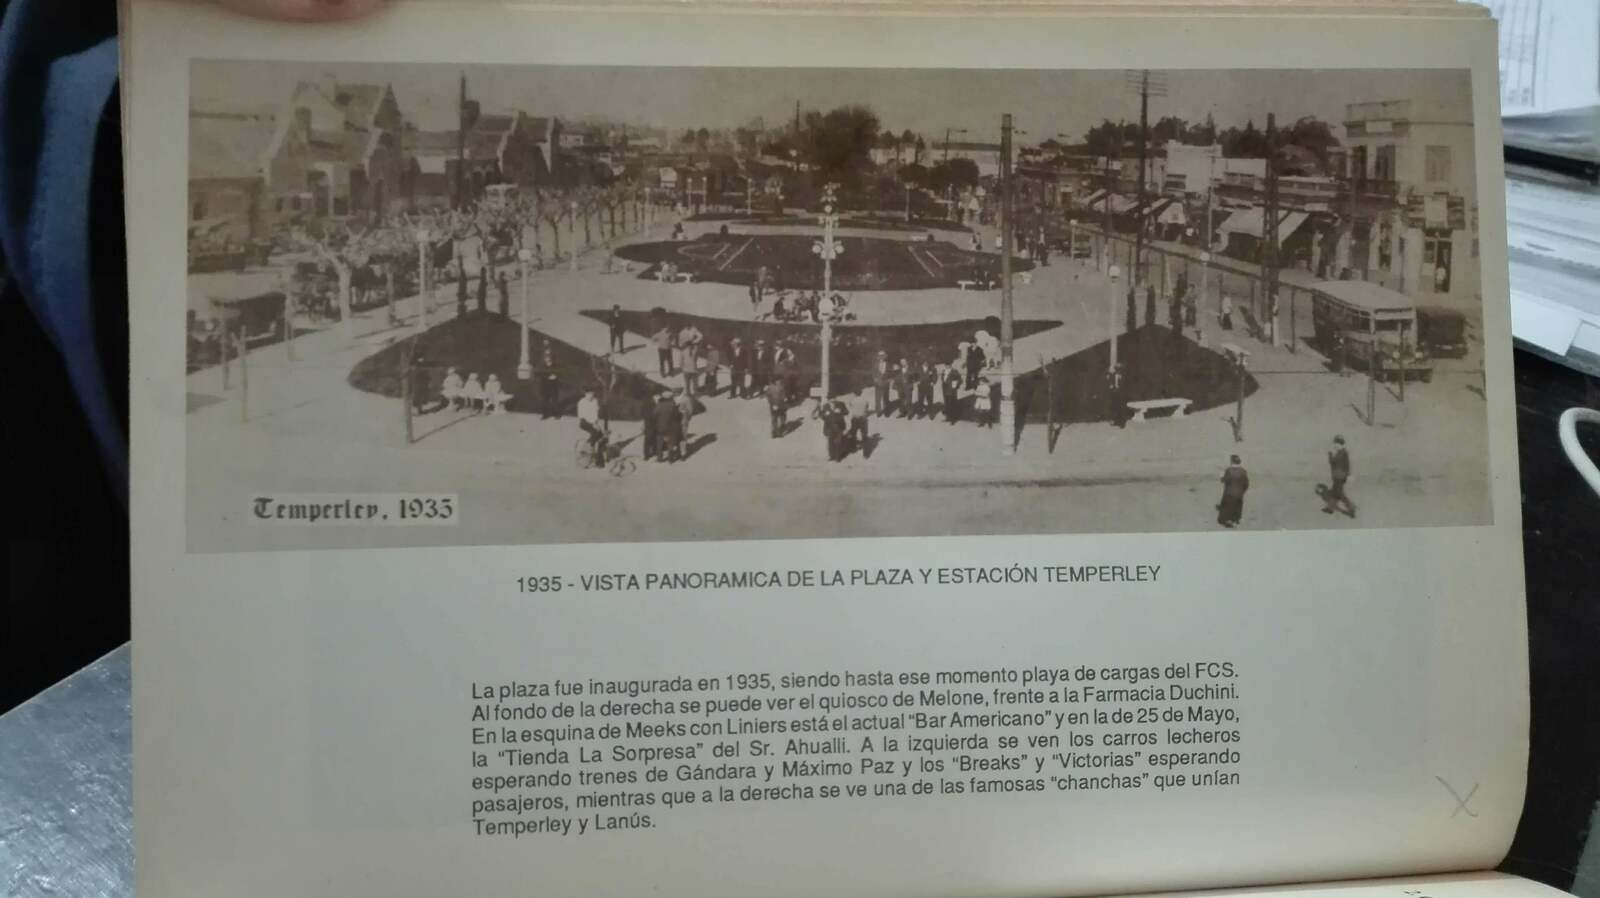 Temperley, 1935
1935 - VISTA PANORAMICA DE LA PLAZA Y ESTACIÓN TEMPERLEY
La plaza fue inaugurada en 1935, siendo hasta ese momento playa de cargas del FCS.
Al fondo de la derecha se puede ver el quiosco de Melone, frente a la Farmacia Duchini.
En la esquina de Meeks con Liniers está el actual “Bar Americano” y en la de 25 de Mayo,
la “Tienda La Sorpresa” del Sr. Ahualli. A la izquierda se ven los carros lecheros
esperando trenes de Gándara y Máximo Paz y los “Breaks” y “Victorias” esperando
pasajeros, mientras que a la derecha se ve una de las famosas “chanchas” que unían
Temperley y Lanús.
X